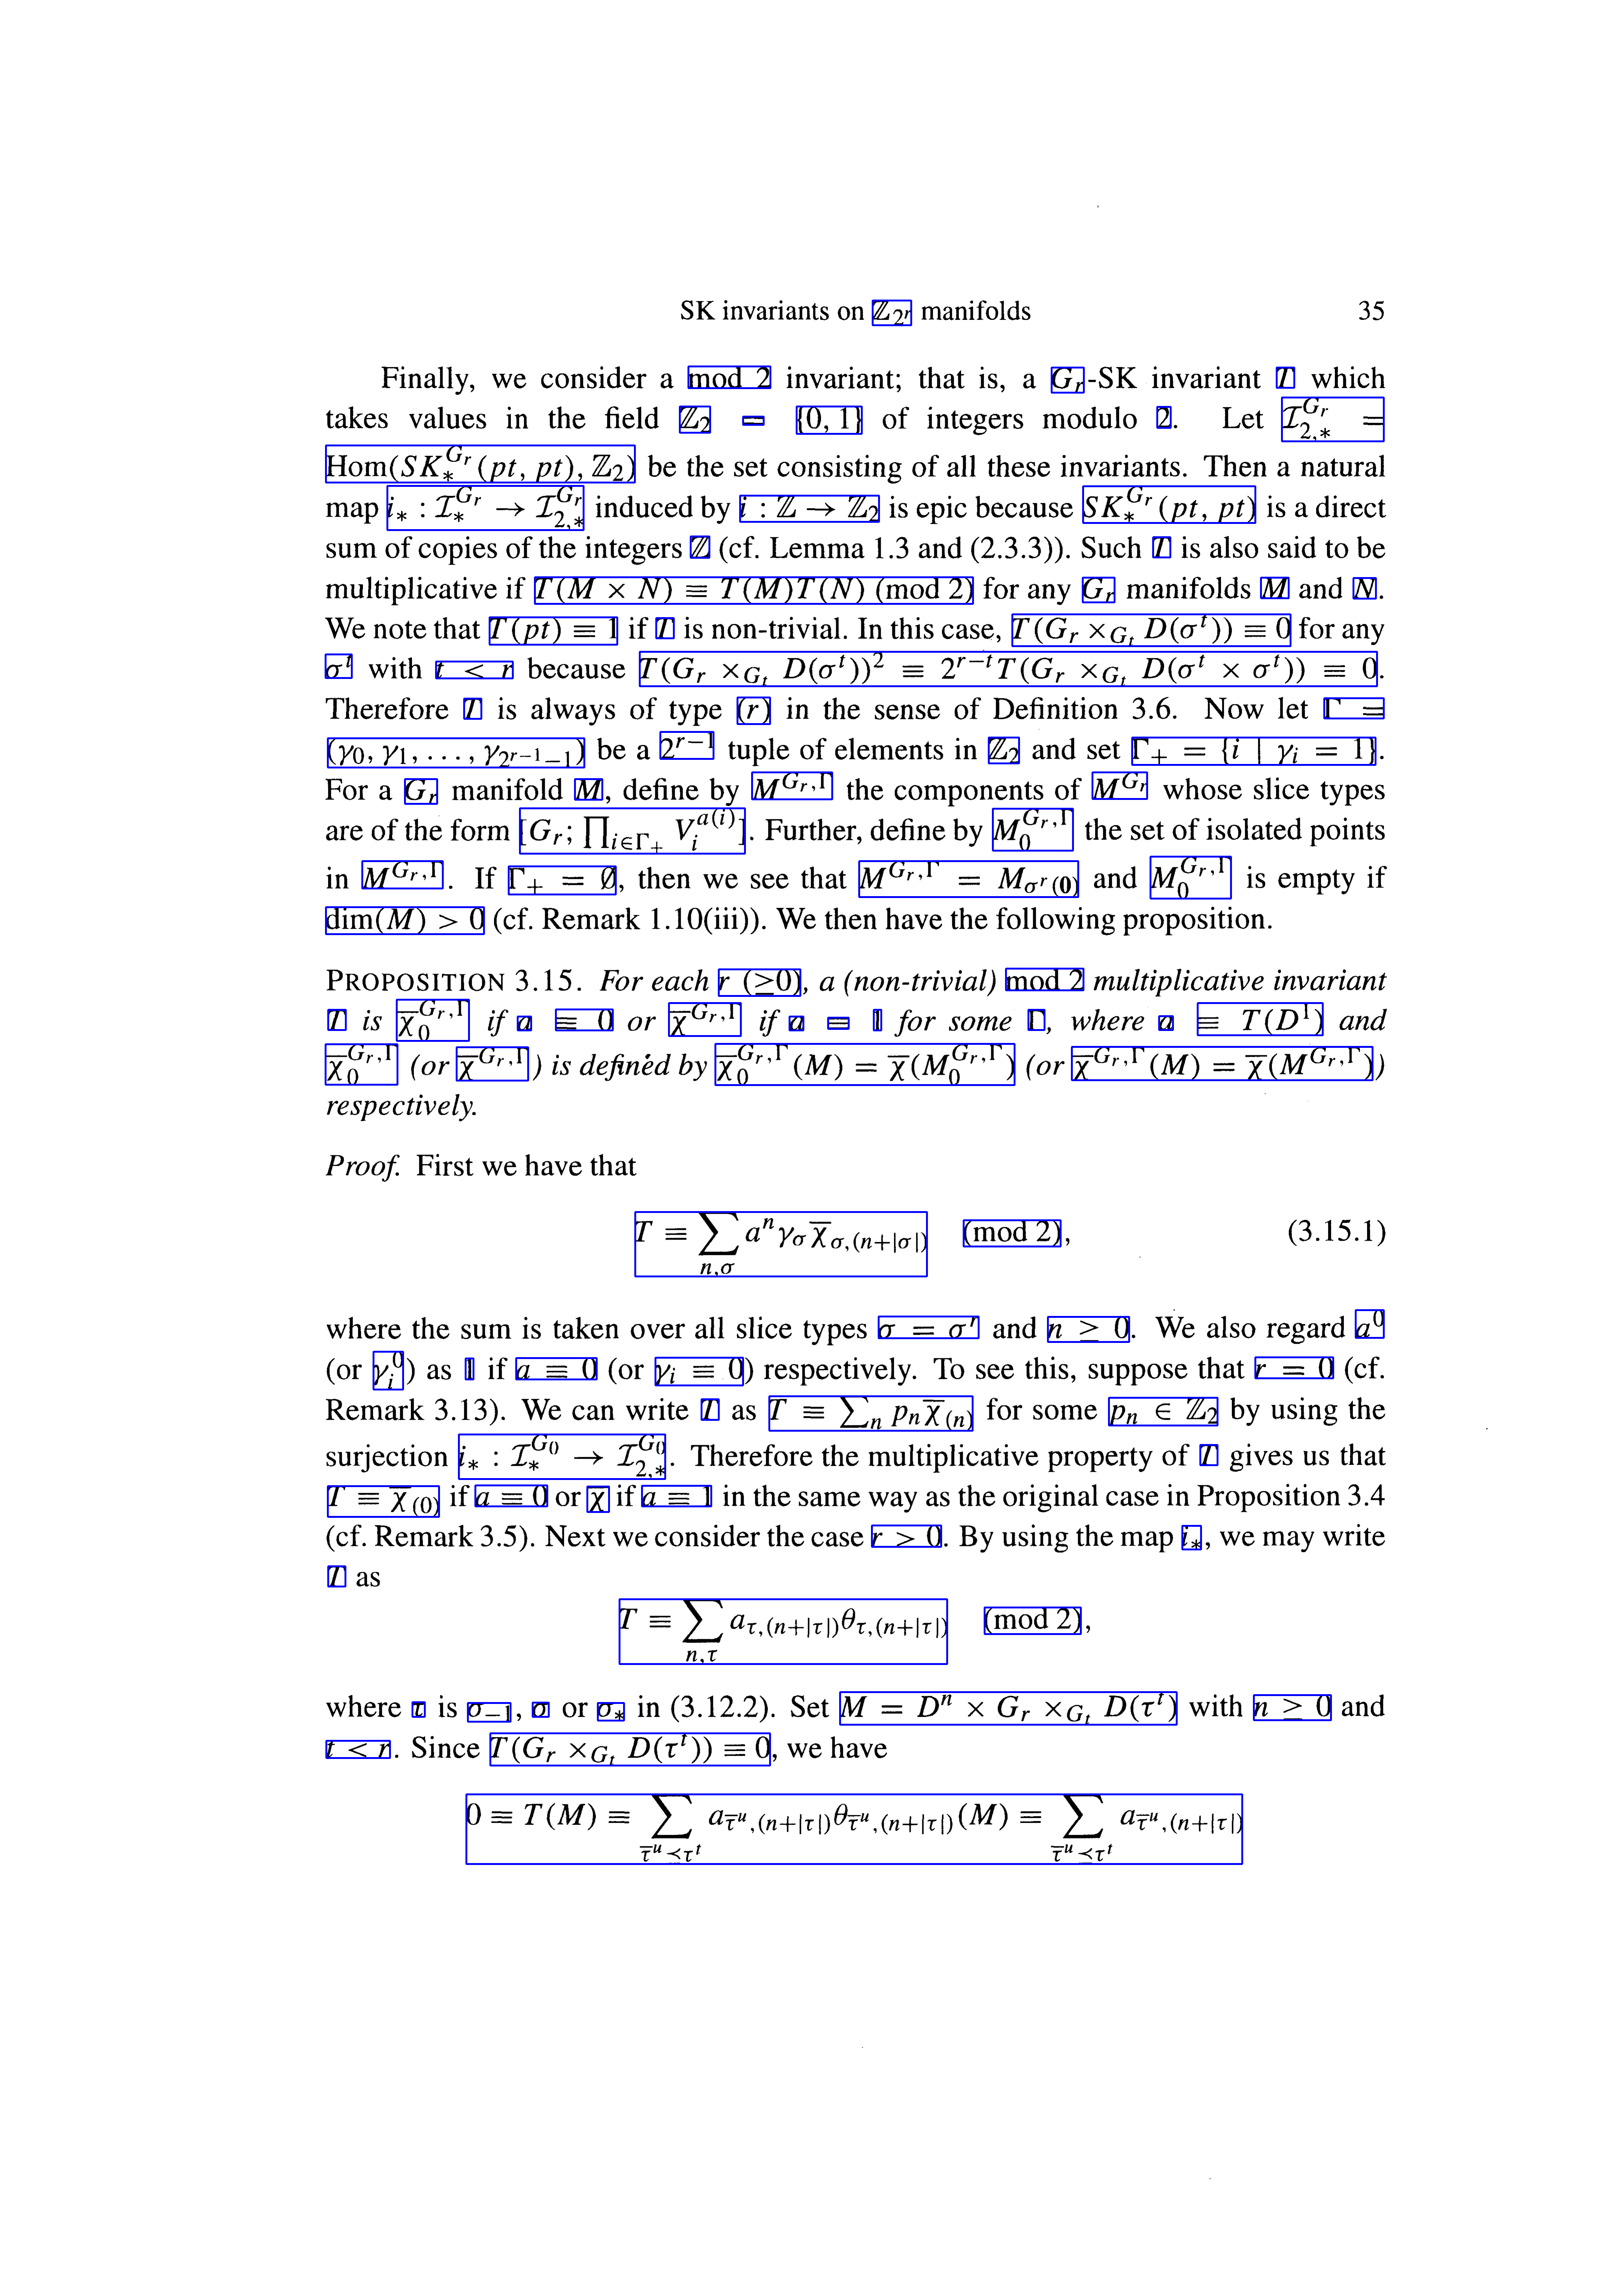 SK invariants on $\mathbb{Z}_{2^r}$ manifolds 35
Finally, we consider a mod 2 invariant; that is, a $G_r$-SK invariant $T$ which
takes values in the field $\mathbb{Z}_2 = \{0, 1\}$ of integers modulo 2. Let $\mathcal{I}_{2,*}^{G_r} =$
$\mathrm{Hom}(SK_*^{G_r}(pt, pt), \mathbb{Z}_2)$ be the set consisting of all these invariants. Then a natural
map $i_* : \mathcal{I}_*^{G_r} \to \mathcal{I}_{2,*}^{G_r}$ induced by $i : \mathbb{Z} \to \mathbb{Z}_2$ is epic because $SK_*^{G_r}(pt, pt)$ is a direct
sum of copies of the integers $\mathbb{Z}$ (cf. Lemma 1.3 and (2.3.3)). Such $T$ is also said to be
multiplicative if $T(M \times N) \equiv T(M)T(N) \pmod 2$ for any $G_r$ manifolds $M$ and $N$.
We note that $T(pt) \equiv 1$ if $T$ is non-trivial. In this case, $T(G_r \times_{G_t} D(\sigma^t)) \equiv 0$ for any
$\sigma^t$ with $t < r$ because $T(G_r \times_{G_t} D(\sigma^t))^2 \equiv 2^{r-t} T(G_r \times_{G_t} D(\sigma^t \times \sigma^t)) \equiv 0$.
Therefore $T$ is always of type $(r)$ in the sense of Definition 3.6. Now let $\Gamma =$
$(\gamma_0, \gamma_1, \ldots, \gamma_{2^{r-1}-1})$ be a $2^{r-1}$ tuple of elements in $\mathbb{Z}_2$ and set $\Gamma_+ = \{i \mid \gamma_i = 1\}$.
For a $G_r$ manifold $M$, define by $M^{G_r,\Gamma}$ the components of $M^{G_r}$ whose slice types
are of the form $[G_r; \prod_{i \in \Gamma_+} V_i^{a(i)}]$. Further, define by $M_0^{G_r,\Gamma}$ the set of isolated points
in $M^{G_r,\Gamma}$. If $\Gamma_+ = \emptyset$, then we see that $M^{G_r,\Gamma} = M_{\sigma^r(\mathbf{0})}$ and $M_0^{G_r,\Gamma}$ is empty if
$\dim(M) > 0$ (cf. Remark 1.10(iii)). We then have the following proposition.
PROPOSITION 3.15. For each $r$ $(\geq 0)$, a (non-trivial) mod 2 multiplicative invariant
$T$ is $\overline{\chi}_0^{G_r,\Gamma}$ if $a \equiv 0$ or $\overline{\chi}^{G_r,\Gamma}$ if $a = 1$ for some $\Gamma$, where $a \equiv T(D^1)$ and
$\overline{\chi}_0^{G_r,\Gamma}$ (or $\overline{\chi}^{G_r,\Gamma}$) is defined by $\overline{\chi}_0^{G_r,\Gamma}(M) = \overline{\chi}(M_0^{G_r,\Gamma})$ (or $\overline{\chi}^{G_r,\Gamma}(M) = \overline{\chi}(M^{G_r,\Gamma})$)
respectively.
Proof. First we have that
$T \equiv \sum_{n,\sigma} a^n \gamma_\sigma \overline{\chi}_{\sigma,(n+|\sigma|)} \pmod 2$, (3.15.1)
where the sum is taken over all slice types $\sigma = \sigma^r$ and $n \geq 0$. We also regard $a^0$
(or $\gamma_i^0$) as 1 if $a \equiv 0$ (or $\gamma_i \equiv 0$) respectively. To see this, suppose that $r = 0$ (cf.
Remark 3.13). We can write $T$ as $T \equiv \sum_n p_n \overline{\chi}_{(n)}$ for some $p_n \in \mathbb{Z}_2$ by using the
surjection $i_* : \mathcal{I}_*^{G_0} \to \mathcal{I}_{2,*}^{G_0}$. Therefore the multiplicative property of $T$ gives us that
$T \equiv \overline{\chi}_{(0)}$ if $a \equiv 0$ or $\overline{\chi}$ if $a \equiv 1$ in the same way as the original case in Proposition 3.4
(cf. Remark 3.5). Next we consider the case $r > 0$. By using the map $i_*$, we may write
$T$ as
$T \equiv \sum_{n,\tau} a_{\tau,(n+|\tau|)} \theta_{\tau,(n+|\tau|)} \pmod 2$,
where $\tau$ is $\sigma_{-1}$, $\sigma$ or $\sigma_*$ in (3.12.2). Set $M = D^n \times G_r \times_{G_t} D(\tau^t)$ with $n \geq 0$ and
$t < r$. Since $T(G_r \times_{G_t} D(\tau^t)) \equiv 0$, we have
$0 \equiv T(M) \equiv \sum_{\overline{\tau}^u \preceq \tau^t} a_{\overline{\tau}^u,(n+|\tau|)} \theta_{\overline{\tau}^u,(n+|\tau|)}(M) \equiv \sum_{\overline{\tau}^u \preceq \tau^t} a_{\overline{\tau}^u,(n+|\tau|)}$